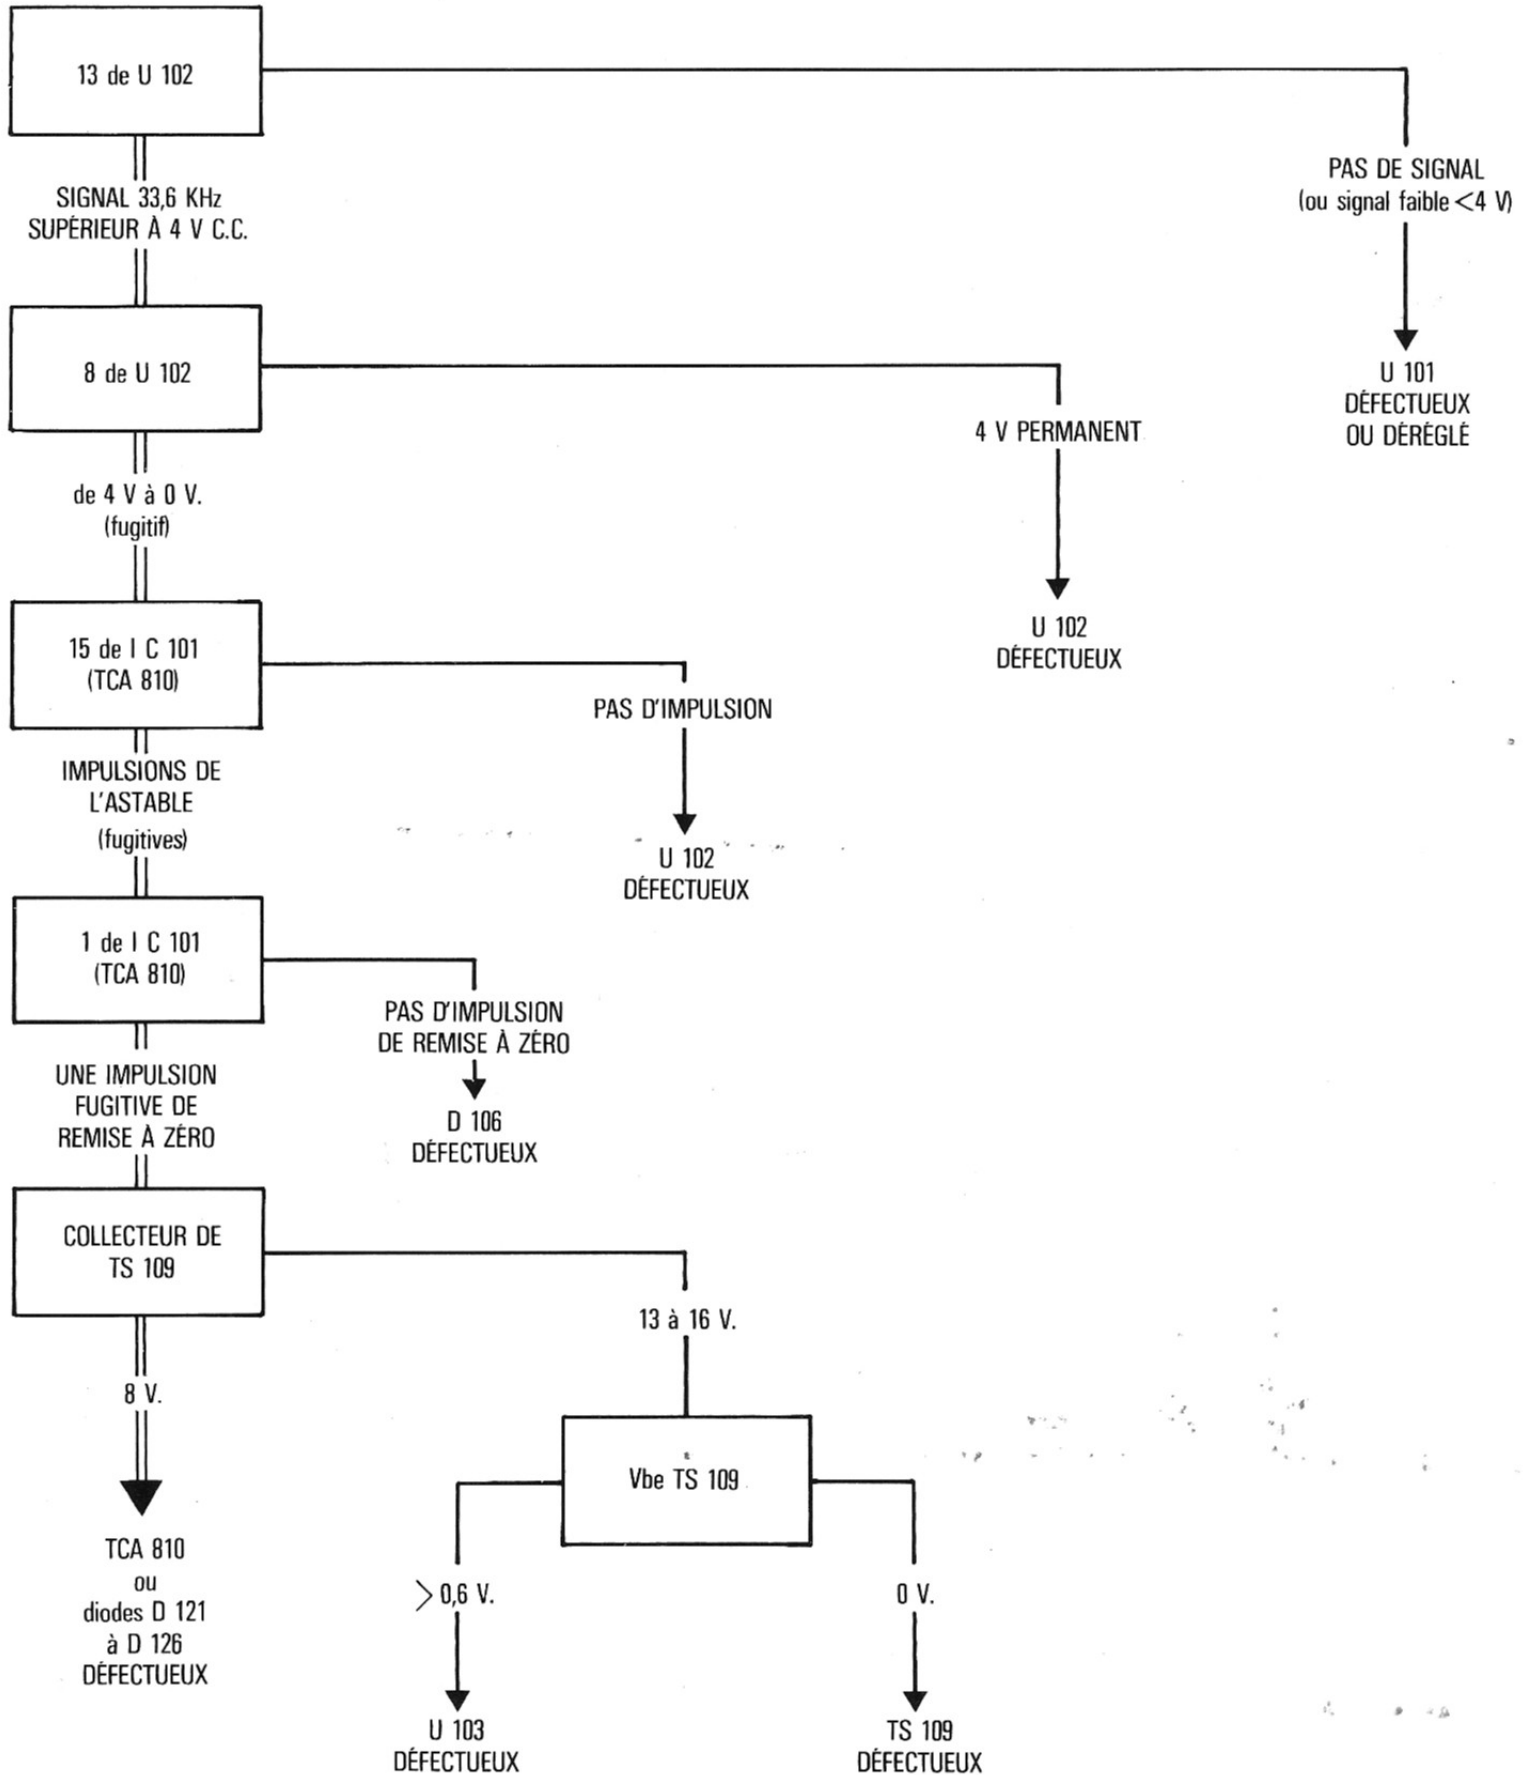 13 de U 102
PAS DE SIGNAL
(ou signal faible <4 V)
SIGNAL 33,6 KHz
SUPÉRIEUR À 4 V C.C.
8 de U 102
U 101
DÉFECTUEUX
OU DÉRÉGLÉ
4 V PERMANENT
de 4 V à 0 V.
(fugitif)
U 102
DÉFECTUEUX
15 de I C 101
(TCA 810)
PAS D'IMPULSION
IMPULSIONS DE
L'ASTABLE
(fugitives)
U 102
DÉFECTUEUX
1 de I C 101
(TCA 810)
PAS D'IMPULSION
DE REMISE À ZÉRO
UNE IMPULSION
FUGITIVE DE
REMISE À ZÉRO
D 106
DÉFECTUEUX
COLLECTEUR DE
TS 109
13 à 16 V.
8 V.
Vbe TS 109
TCA 810
ou
diodes D 121
à D 126
DÉFECTUEUX
>0,6 V.
0 V.
U 103
DÉFECTUEUX
TS 109
DÉFECTUEUX